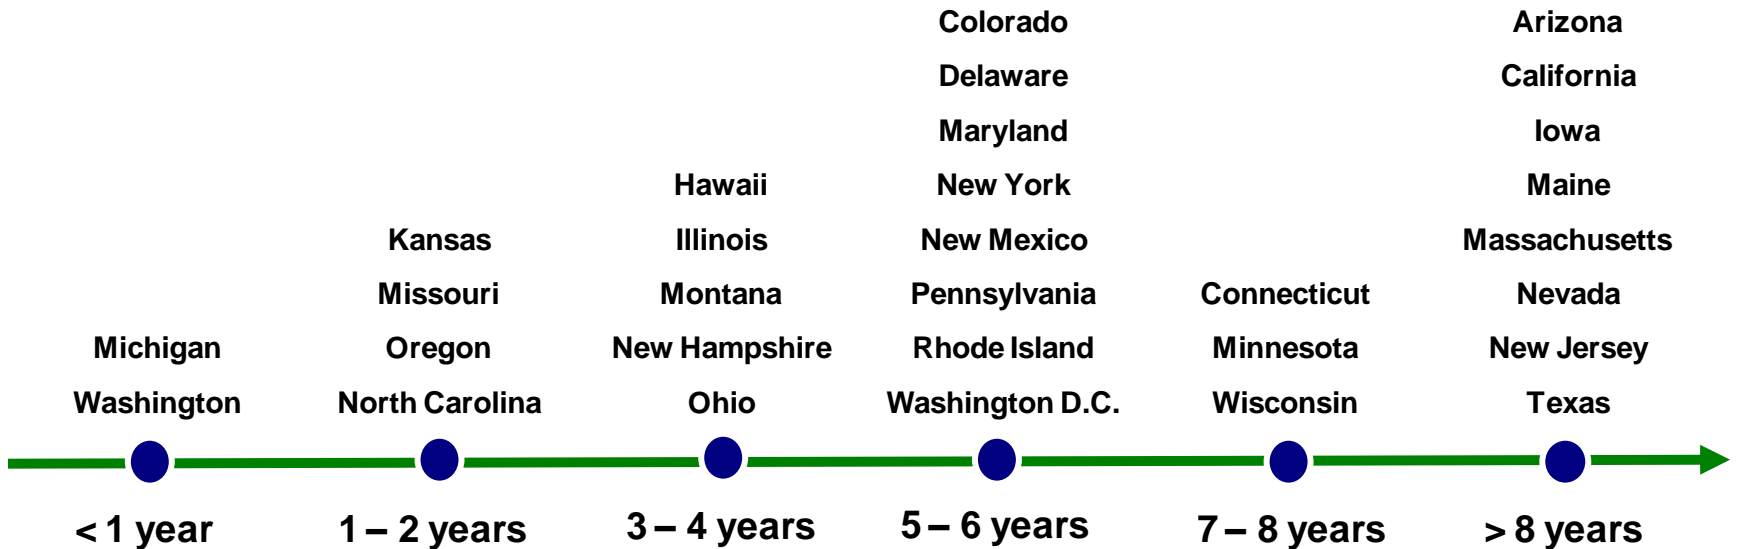 Michigan
Washington
< 1 year
Kansas
Missouri
Oregon
North Carolina
1 – 2 years
Hawaii
Illinois
Montana
New Hampshire
Ohio
3 – 4 years
Colorado
Delaware
Maryland
New York
New Mexico
Pennsylvania
Rhode Island
Washington D.C.
5 – 6 years
Connecticut
Minnesota
Wisconsin
7 – 8 years
Arizona
California
Iowa
Maine
Massachusetts
Nevada
New Jersey
Texas
> 8 years